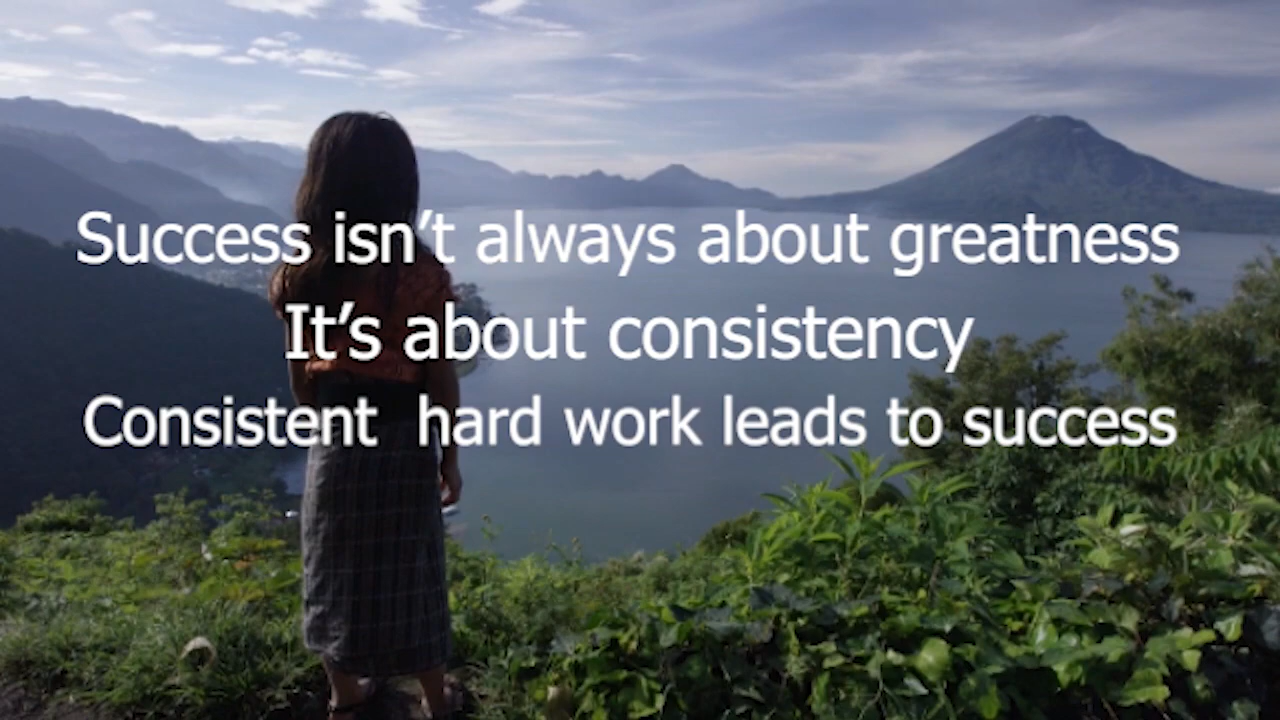 Success isn’t always about greatness
It’s about consistency
Consistent  hard work leads to success